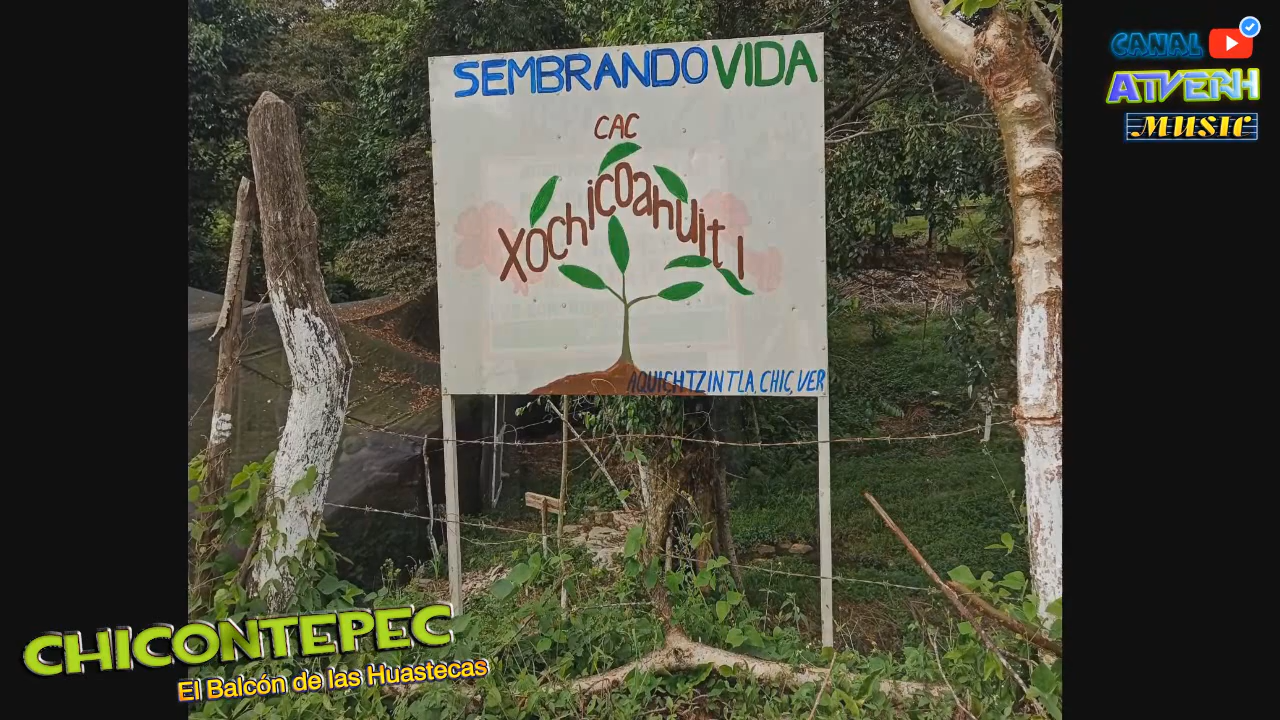 SEMBRANDO VIDA
CAC
Xochicoahuitl
AQUICHTZINTLA, CHIC, VER
CANAL
ATVERH
MUSIC
CHICONTEPEC
El Balcón de las Huastecas